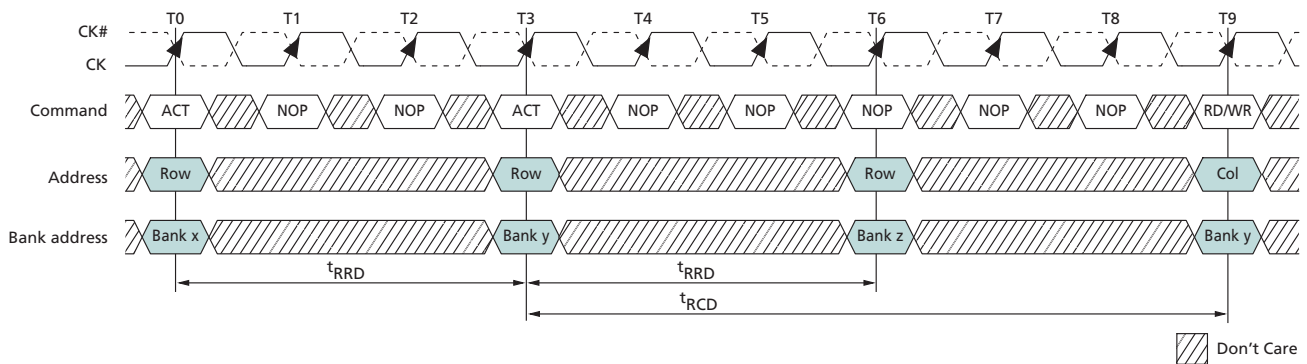 T0 T1 T2 T3 T4 T5 T6 T7 T8 T9
CK#
CK
Command ACT NOP NOP ACT NOP NOP NOP NOP NOP RD/WR
Address Row Row Row Col
Bank address Bank x Bank y Bank z Bank y
tRRD tRRD
tRCD
Don't Care